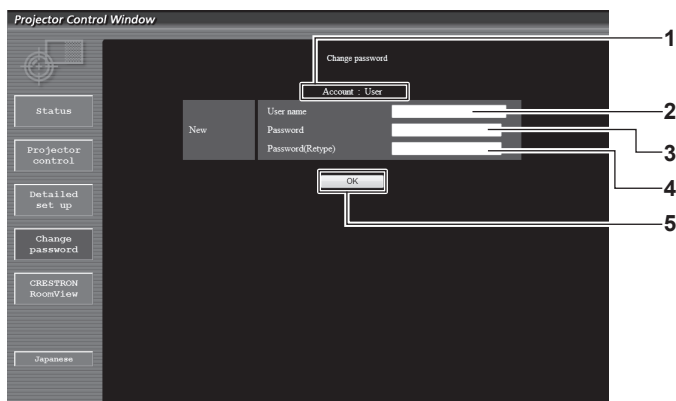 Projector Control Window
1
Change password
Account : User
Status
User name
2
New
Password
3
Projector
control
Password(Retype)
4
OK
Detailed
set up
5
Change
password
CRESTRON
RoomView
Japanese